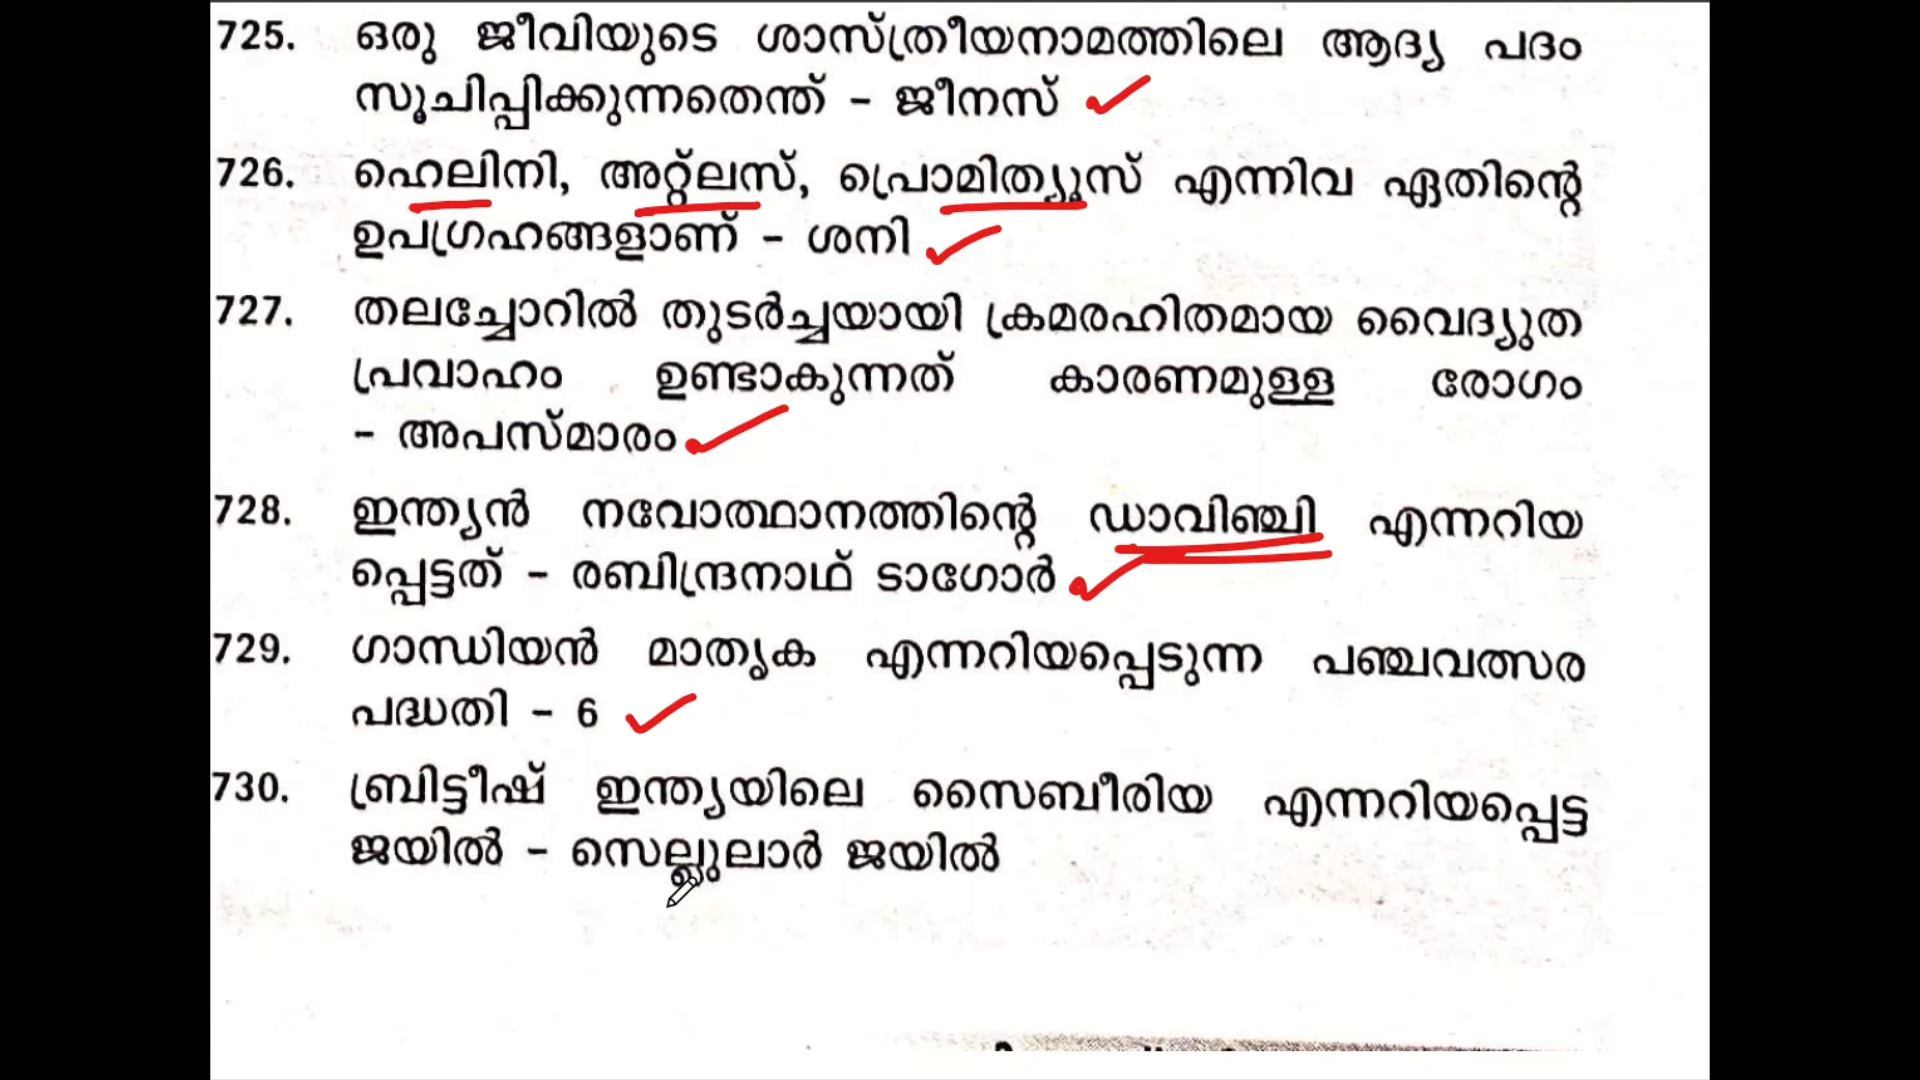 725. ഒരു ജീവിയുടെ ശാസ്ത്രീയനാമത്തിലെ ആദ്യ പദം
സൂചിപ്പിക്കുന്നതെന്ത് - ജീനസ്
726. ഹെലിനി, അറ്റ്ലസ്, പ്രൊമിത്യൂസ് എന്നിവ ഏതിന്റെ
ഉപഗ്രഹങ്ങളാണ് - ശനി
727. തലച്ചോറിൽ തുടർച്ചയായി ക്രമരഹിതമായ വൈദ്യുത
പ്രവാഹം ഉണ്ടാകുന്നത് കാരണമുള്ള രോഗം
- അപസ്മാരം
728. ഇന്ത്യൻ നവോത്ഥാനത്തിന്റെ ഡാവിഞ്ചി എന്നറിയ
പ്പെട്ടത് - രബിന്ദ്രനാഥ് ടാഗോർ
729. ഗാന്ധിയൻ മാതൃക എന്നറിയപ്പെടുന്ന പഞ്ചവത്സര
പദ്ധതി - 6
730. ബ്രിട്ടീഷ് ഇന്ത്യയിലെ സൈബീരിയ എന്നറിയപ്പെട്ട
ജയിൽ - സെല്ലുലാർ ജയിൽ